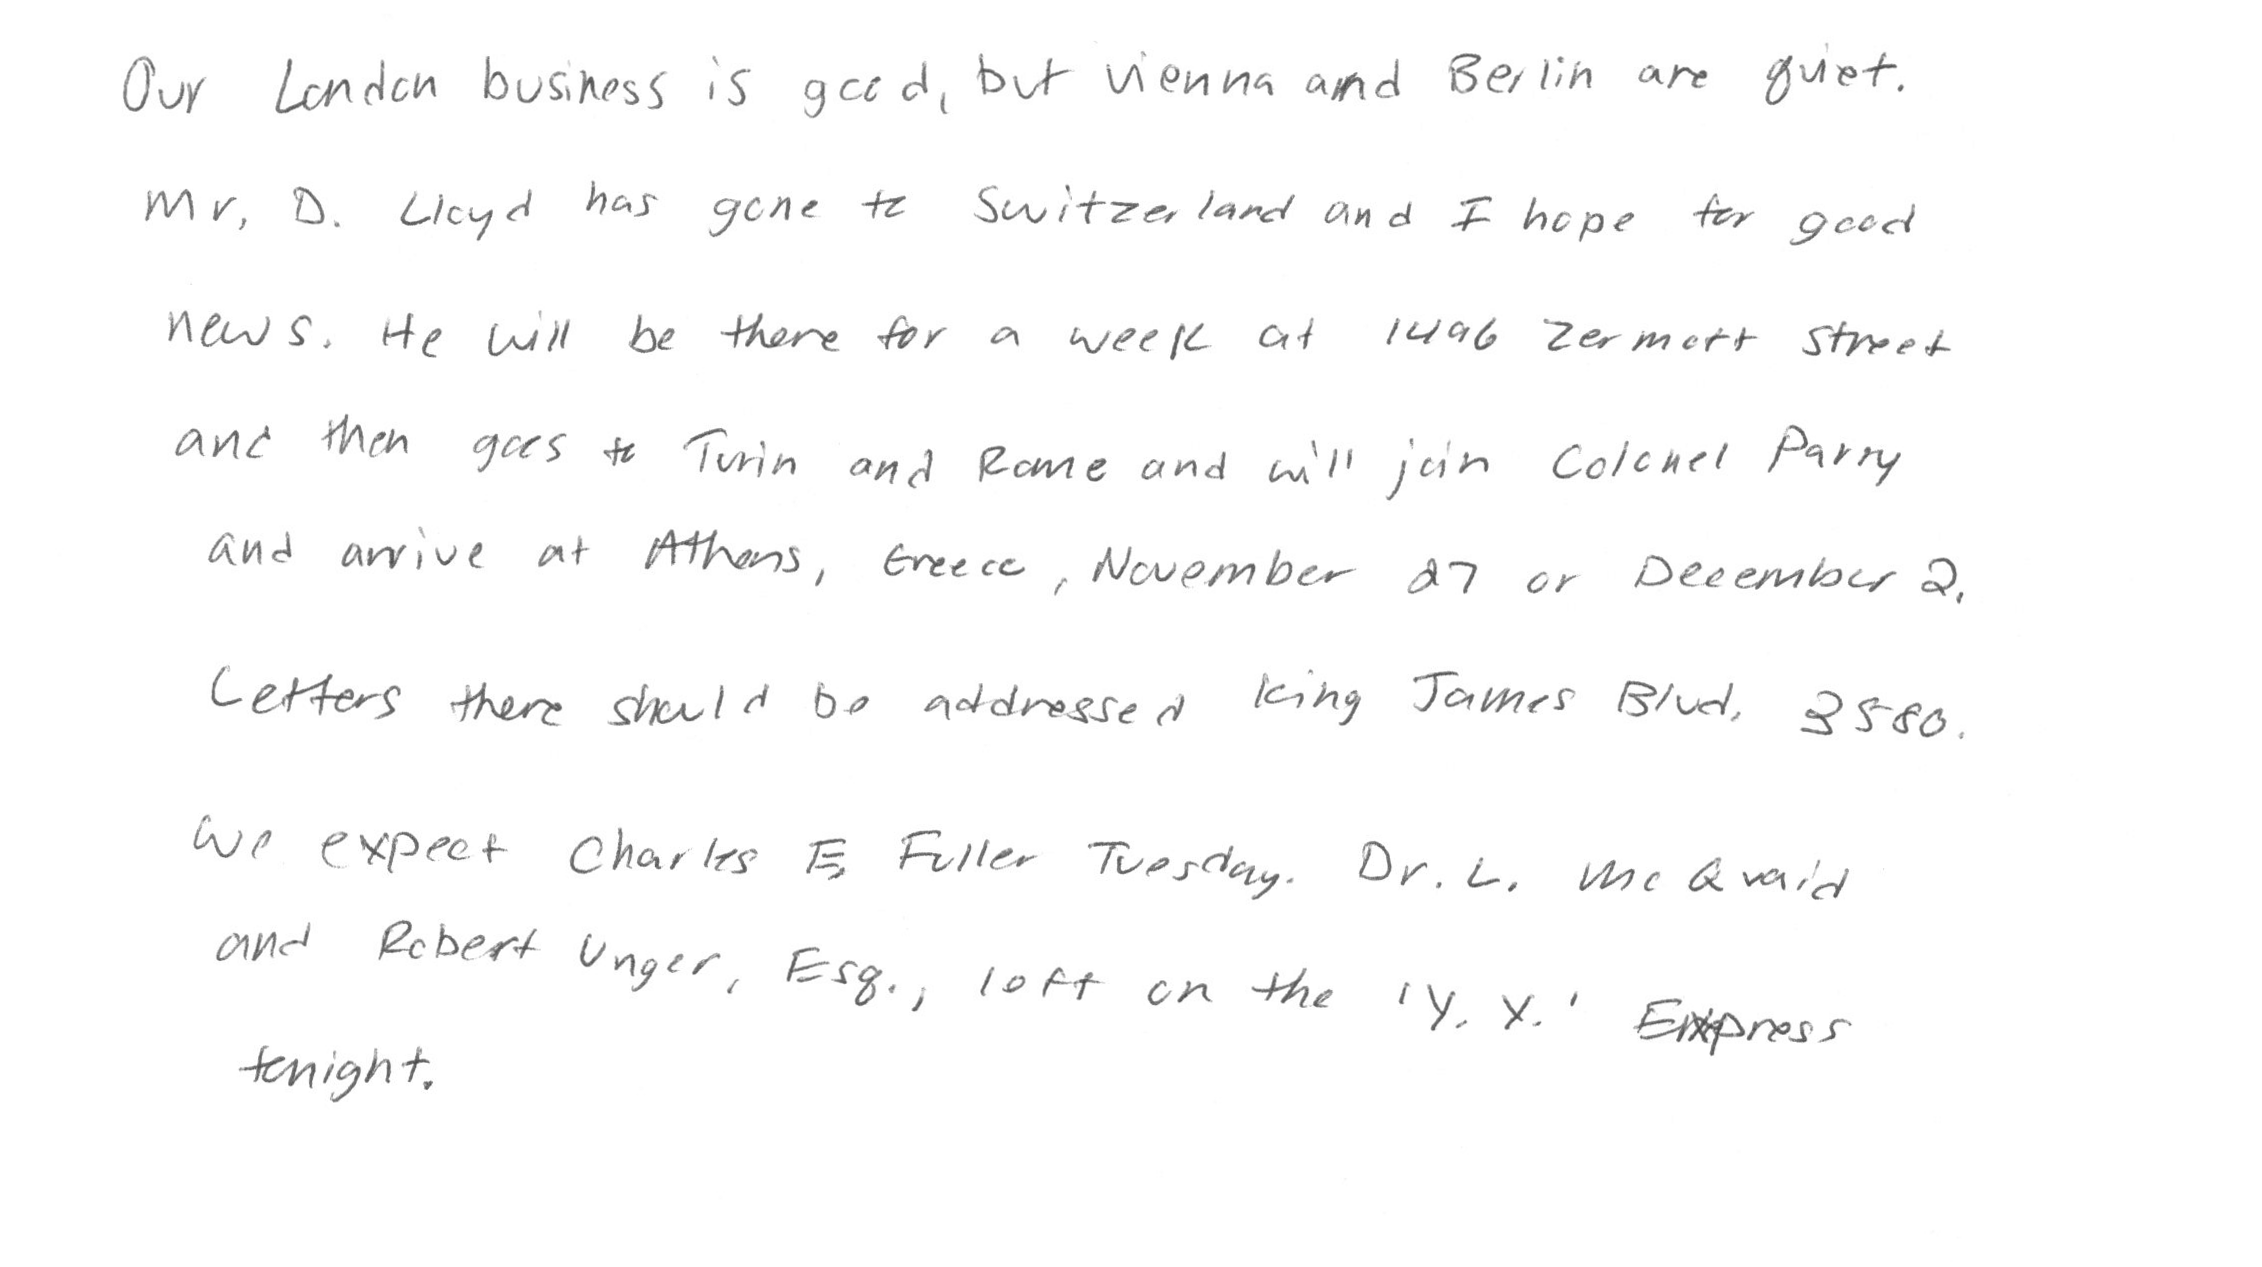 Our London business is good, but Vienna and Berlin are quiet.
Mr. D. Lloyd has gone to Switzerland and I hope for good
news. He will be there for a week at 1496 Zermott Street
and then goes to Turin and Rome and will join Colonel Parry
and arrive at Athens, Greece, November 27 or December 2.
Letters there should be addressed King James Blvd. 3580.
We expect Charles E. Fuller Tuesday. Dr. L. McQuaid
and Robert Unger, Esq., left on the 'Y. X.' Express
tonight.